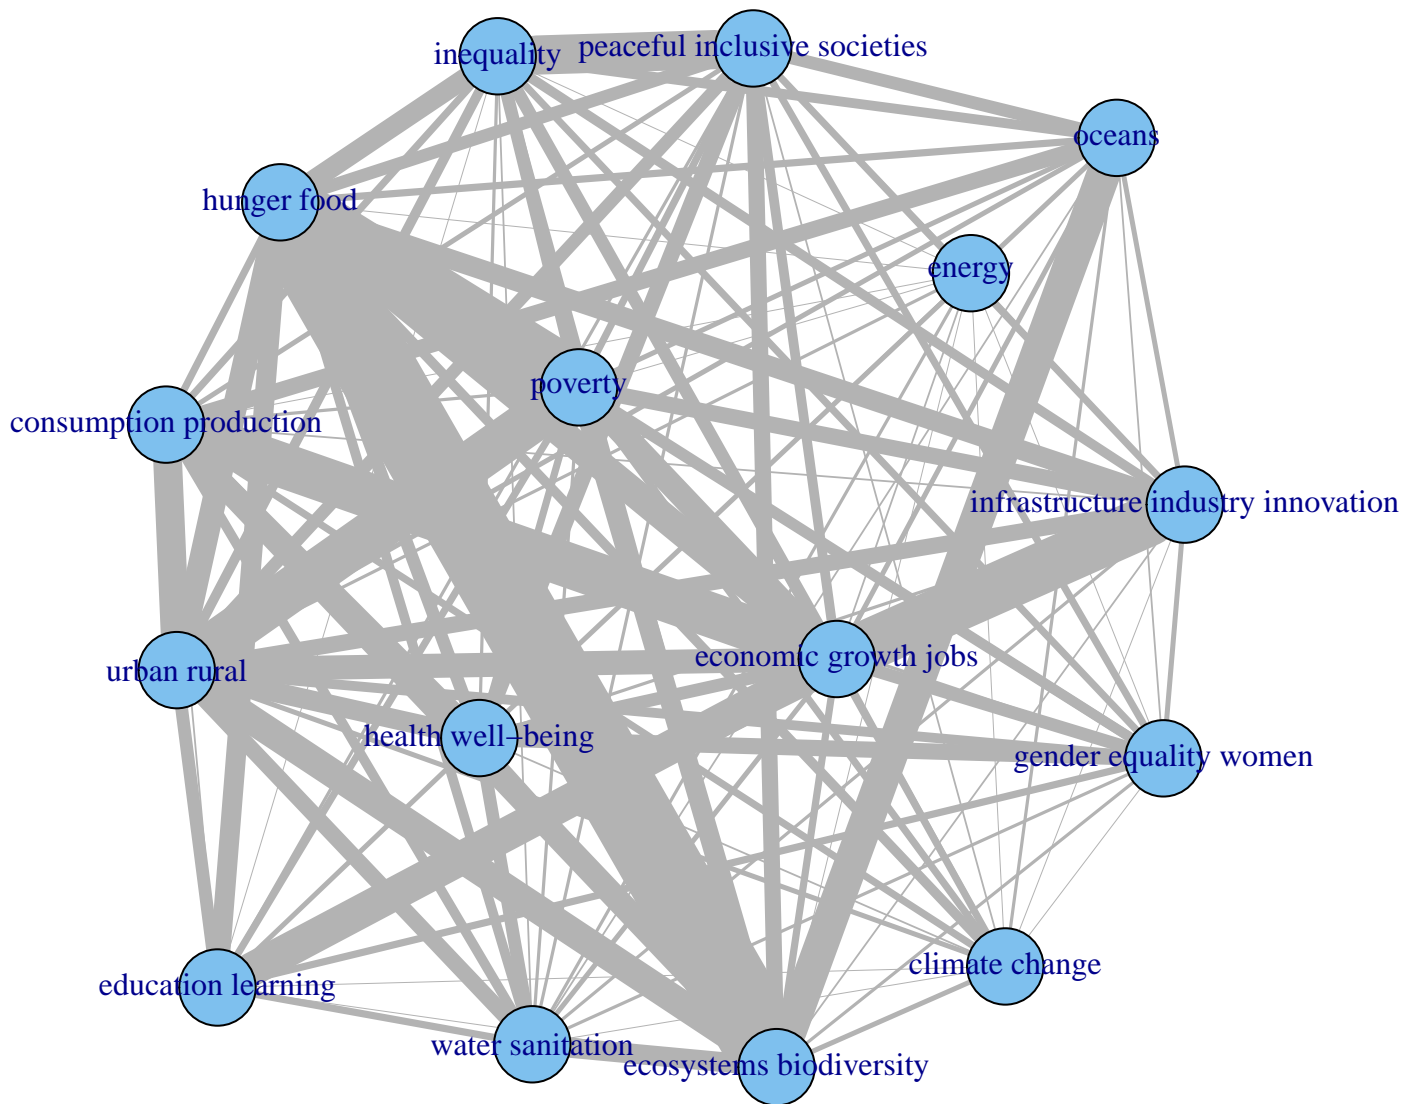 inequality
peaceful inclusive societies
oceans
hunger food
energy
poverty
consumption production
infrastructure industry innovation
urban rural
economic growth jobs
health well−being
gender equality women
climate change
education learning
water sanitation
ecosystems biodiversity